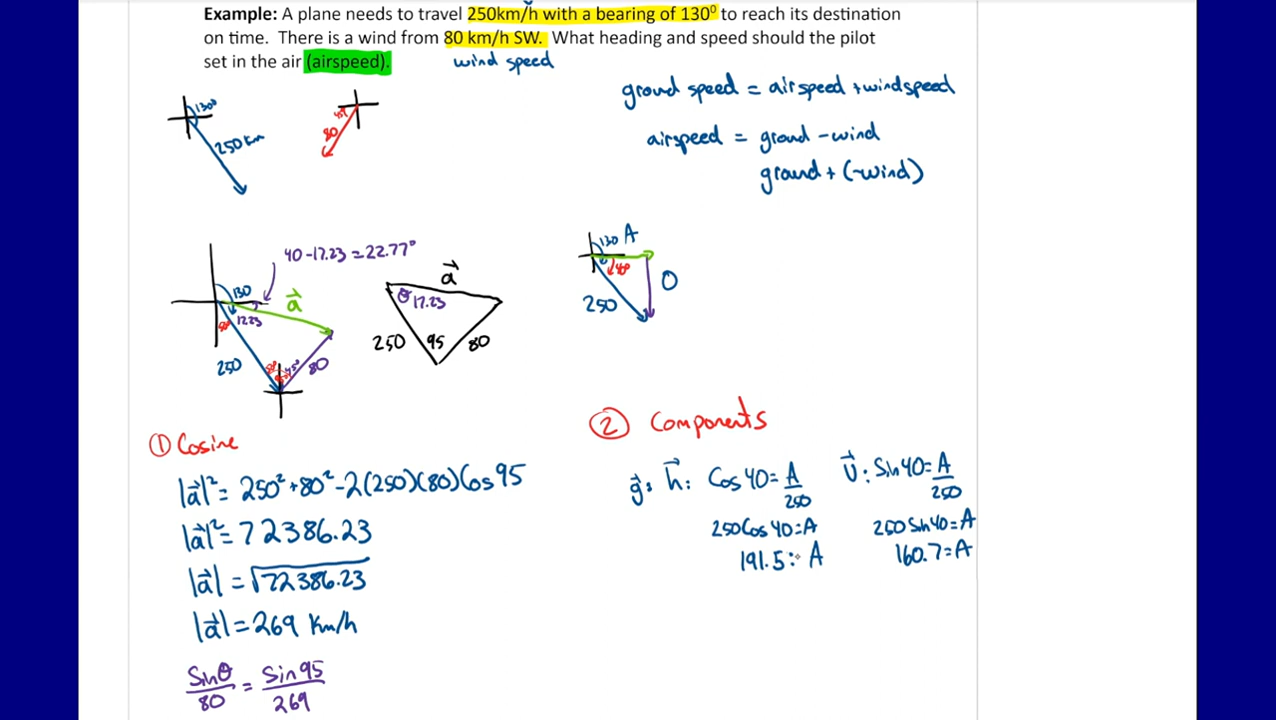 Example: A plane needs to travel 250km/h with a bearing of 130⁰ to reach its destination
on time. There is a wind from 80 km/h SW. What heading and speed should the pilot
set in the air (airspeed).
wind speed
130°
250 km
80
ground speed = airspeed + windspeed
airspeed = ground - wind
ground + (-wind)
40-17.23 = 22.77°
130
a
17.23
250
80
45°
a
θ 17.23
250
95
80
130
A
40
O
250
① Cosine
|a|² = 250² + 80² - 2(250)(80)Cos 95
|a|² = 72386.23
|a| = √72386.23
|a| = 269 Km/h
Sinθ/80 = Sin 95/269
② Components
g: h: Cos 40 = A/250
250Cos 40 = A
191.5 = A
v: Sin 40 = A/250
250 Sin 40 = A
160.7 = A